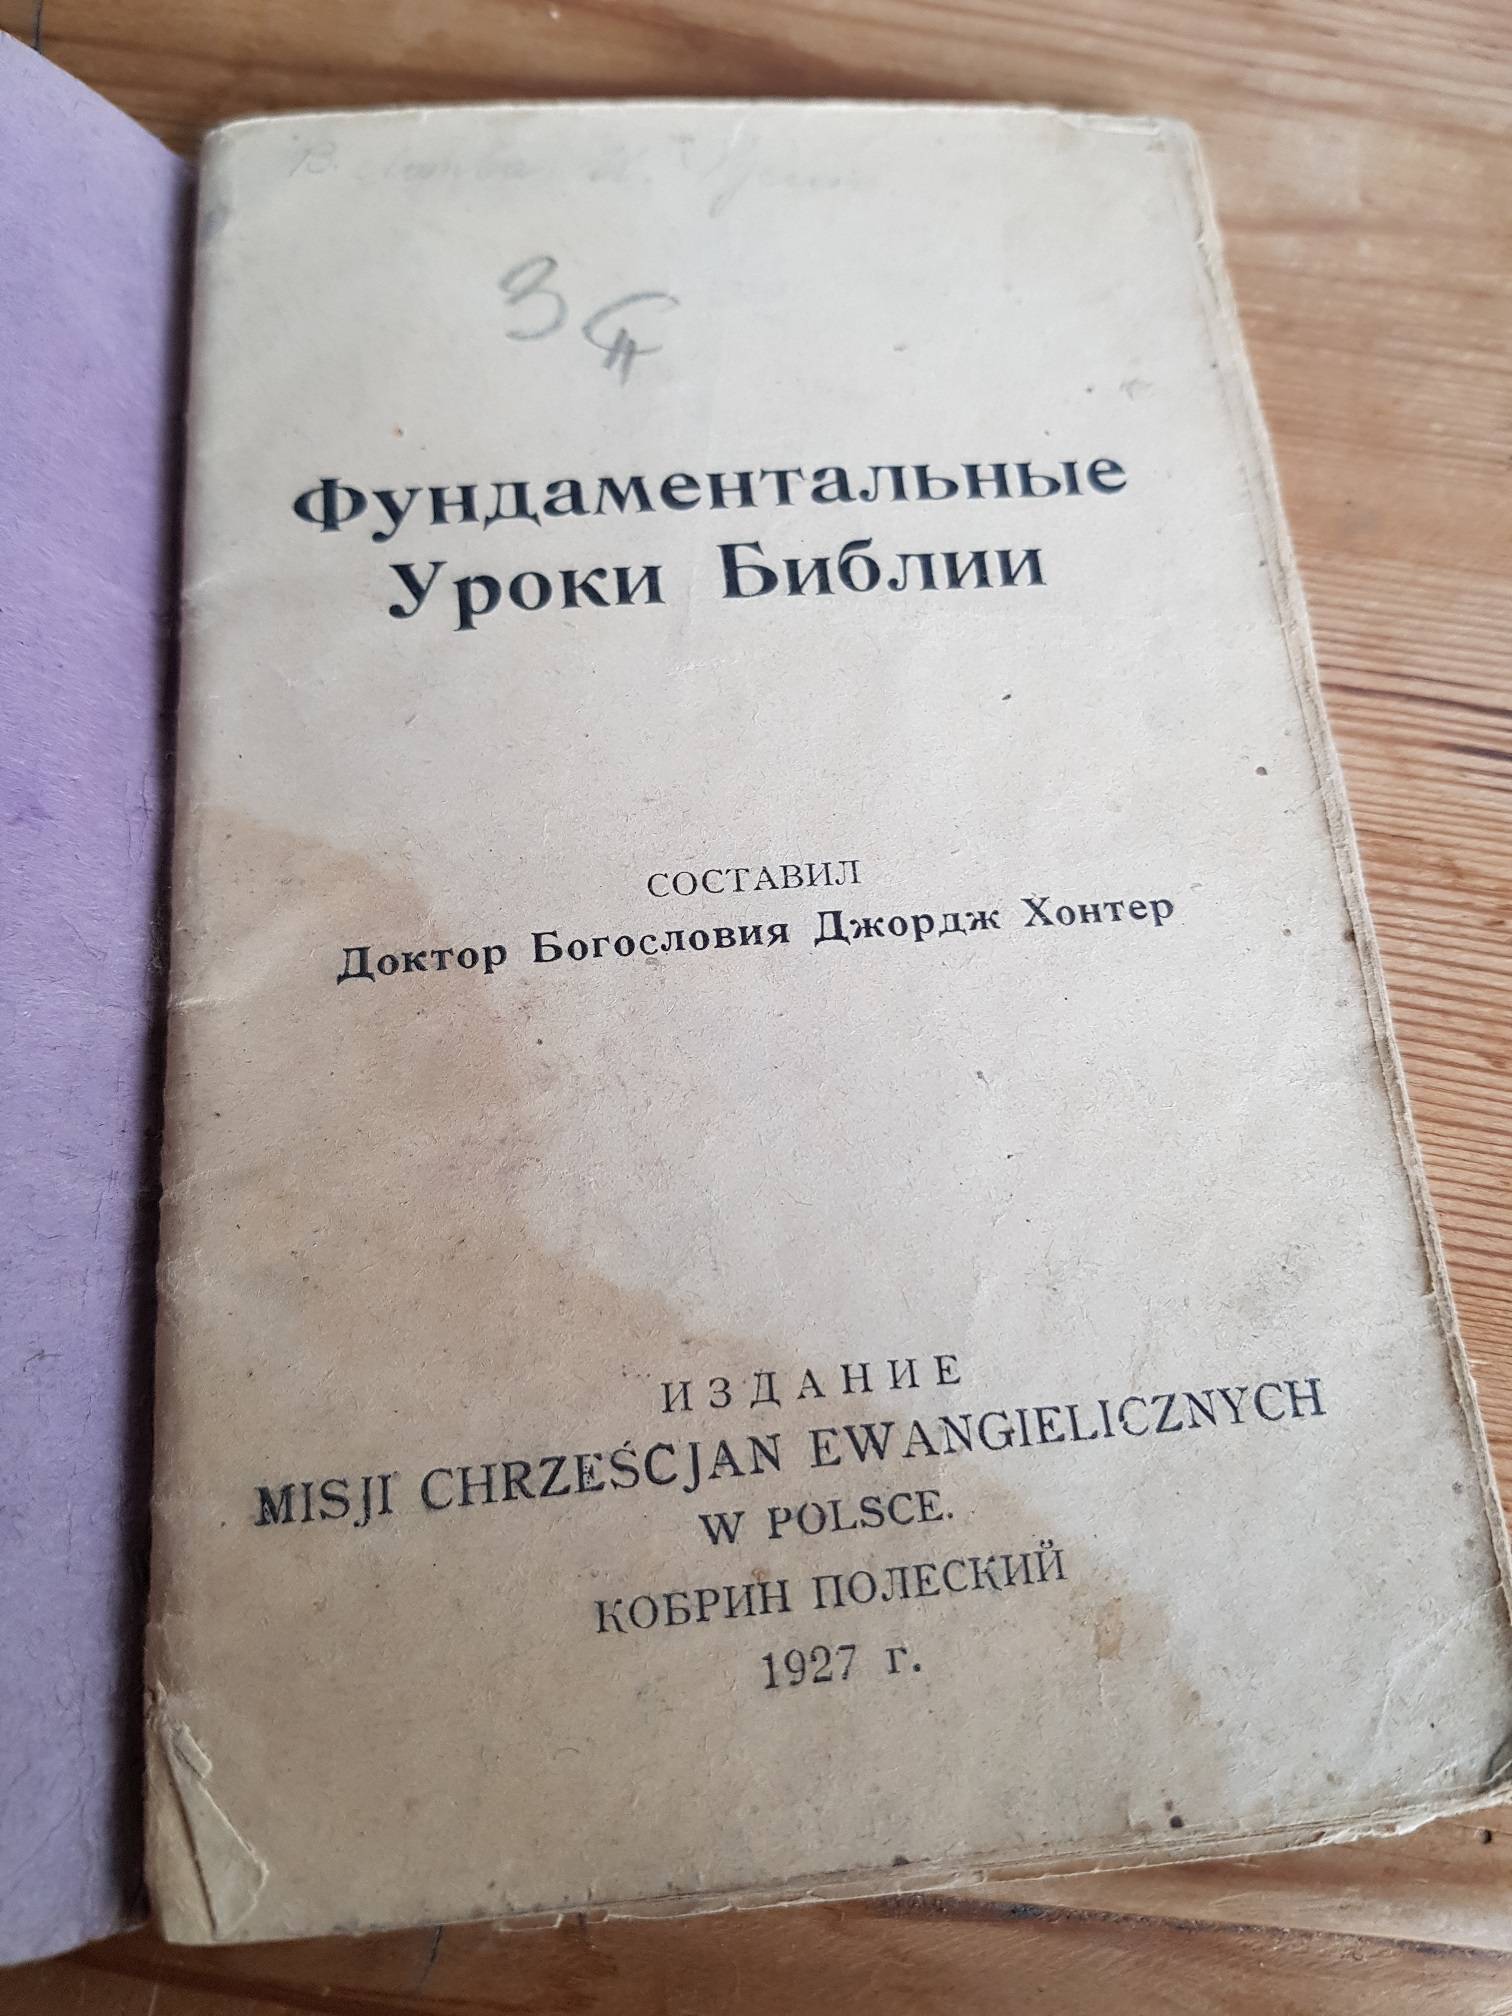 3
Фундаментальные
Уроки Библии
СОСТАВИЛ
Доктор Богословия Джордж Хонтер
ИЗДАНИЕ
MISJI CHRZEŚCJAN EWANGIELICZNYCH
W POLSCE.
КОБРИН ПОЛЕСКИЙ
1927 г.